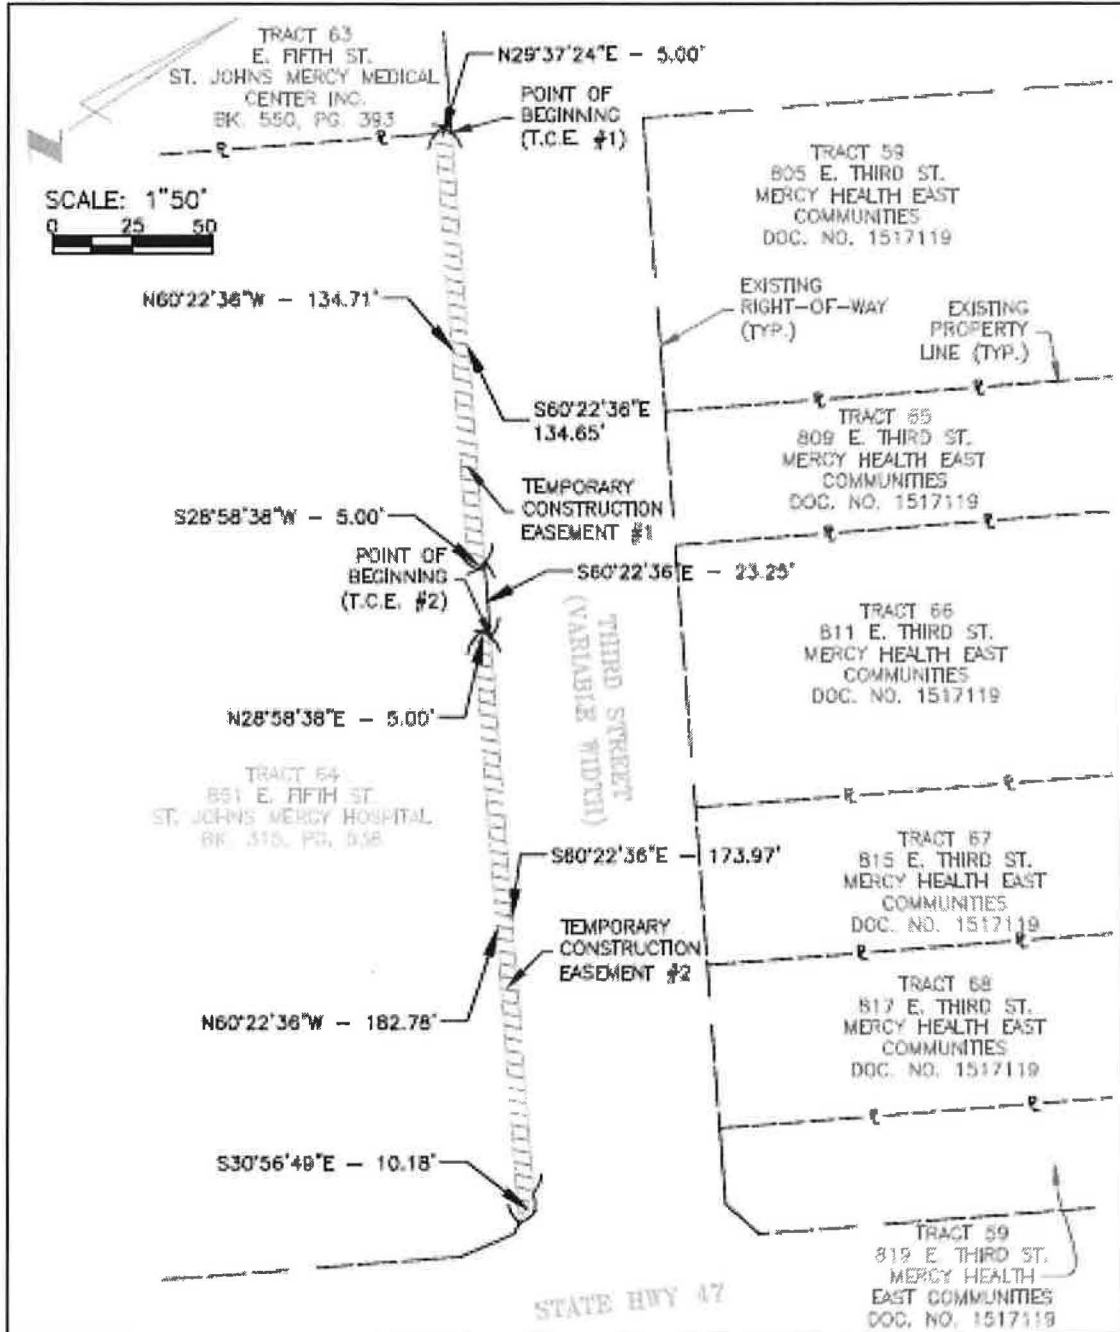 TRACT 63
E. FIFTH ST.
ST. JOHNS MERCY MEDICAL
CENTER INC.
BK. 550, PG. 393
N29°37'24"E - 5.00'
POINT OF
BEGINNING
(T.C.E. #1)
SCALE: 1"50'
0 25 50
TRACT 59
805 E. THIRD ST.
MERCY HEALTH EAST
COMMUNITIES
DOC. NO. 1517119
N60°22'36"W - 134.71'
EXISTING
RIGHT-OF-WAY
(TYP.)
EXISTING
PROPERTY
LINE (TYP.)
S60°22'36"E
134.65'
TRACT 65
809 E. THIRD ST.
MERCY HEALTH EAST
COMMUNITIES
DOC. NO. 1517119
TEMPORARY
CONSTRUCTION
EASEMENT #1
S28°58'38"W - 5.00'
POINT OF
BEGINNING
(T.C.E. #2)
S60°22'36"E - 23.25'
THIRD STREET
(VARIABLE WIDTH)
TRACT 66
811 E. THIRD ST.
MERCY HEALTH EAST
COMMUNITIES
DOC. NO. 1517119
N28°58'38"E - 5.00'
TRACT 64
851 E. FIFTH ST.
ST. JOHNS MERCY HOSPITAL
BK. 315, PG.
S60°22'36"E - 173.97'
TRACT 67
815 E. THIRD ST.
MERCY HEALTH EAST
COMMUNITIES
DOC. NO. 1517119
TEMPORARY
CONSTRUCTION
EASEMENT #2
N60°22'36"W - 182.78'
TRACT 68
817 E. THIRD ST.
MERCY HEALTH EAST
COMMUNITIES
DOC. NO. 1517119
S30°56'49"E - 10.18'
TRACT 59
819 E. THIRD ST.
MERCY HEALTH
EAST COMMUNITIES
DOC. NO. 1517119
STATE HWY 47